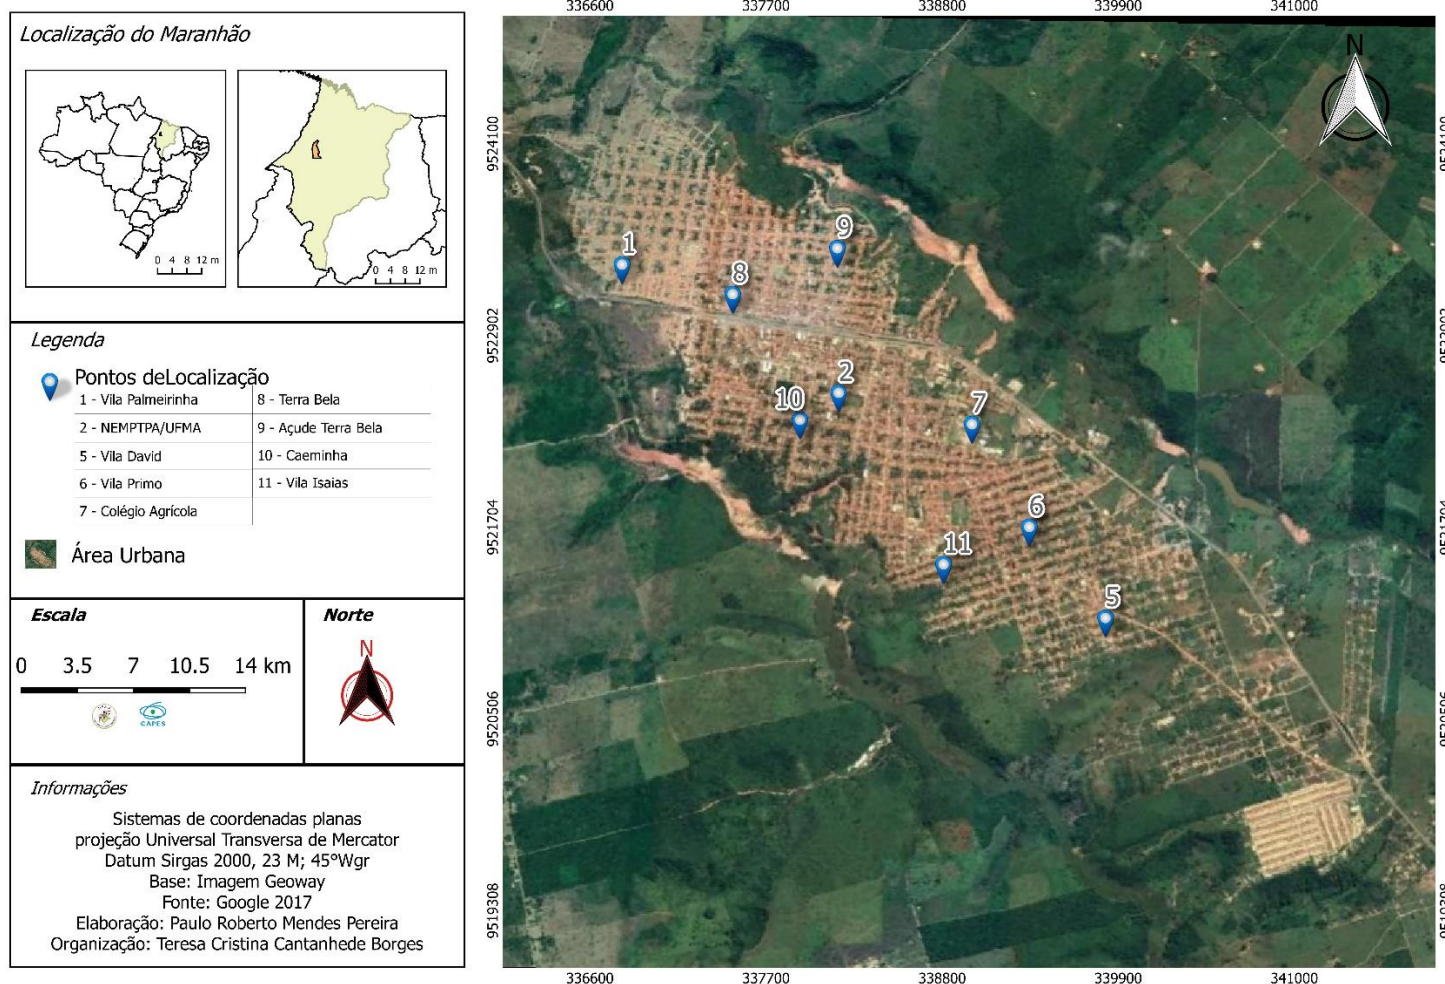 Localização do Maranhão
0 4 8 12 m
0 4 8 12 m
Legenda
Pontos deLocalização
1 - Vila Palmeirinha
2 - NEMPTPA/UFMA
5 - Vila David
6 - Vila Primo
7 - Colégio Agrícola
8 - Terra Bela
9 - Açude Terra Bela
10 - Caeminha
11 - Vila Isaias
Área Urbana
Escala
0 3.5 7 10.5 14 km
CAPES
Norte
N
Informações
Sistemas de coordenadas planas
projeção Universal Transversa de Mercator
Datum Sirgas 2000, 23 M; 45°Wgr
Base: Imagem Geoway
Fonte: Google 2017
Elaboração: Paulo Roberto Mendes Pereira
Organização: Teresa Cristina Cantanhede Borges
336600 337700 338800 339900 341000
N
9524100
9522902
9521704
9520506
9519308
1
8
9
2
10
7
6
11
5
9524100
9522902
9521704
9520506
9519308
336600 337700 338800 339900 341000